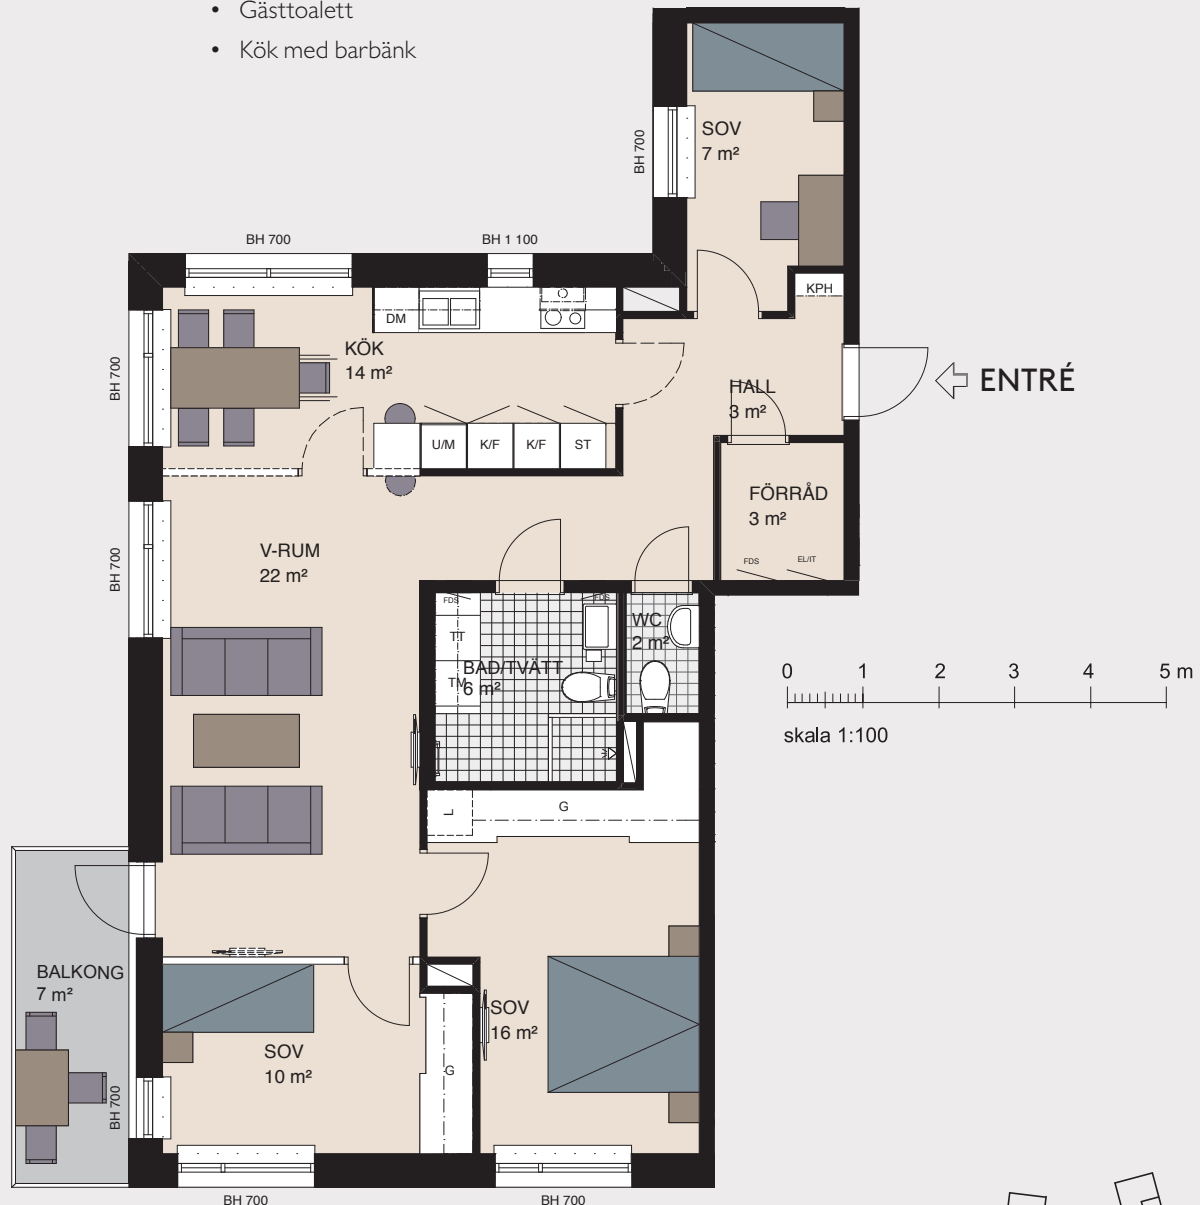 • Gästtoalett
• Kök med barbänk
SOV
7 m²
BH 700
BH 700
BH 1 100
KPH
DM
KÖK
14 m²
BH 700
ENTRÉ
HALL
3 m²
U/M
K/F
K/F
ST
FÖRRÅD
3 m²
FDS
EL/IT
V-RUM
22 m²
BH 700
FDS
FDS
TT
WC
2 m²
BAD/TVÄTT
6 m²
TM
0 1 2 3 4 5 m
skala 1:100
L
G
BALKONG
7 m²
SOV
16 m²
SOV
10 m²
G
BH 700
BH 700
BH 700